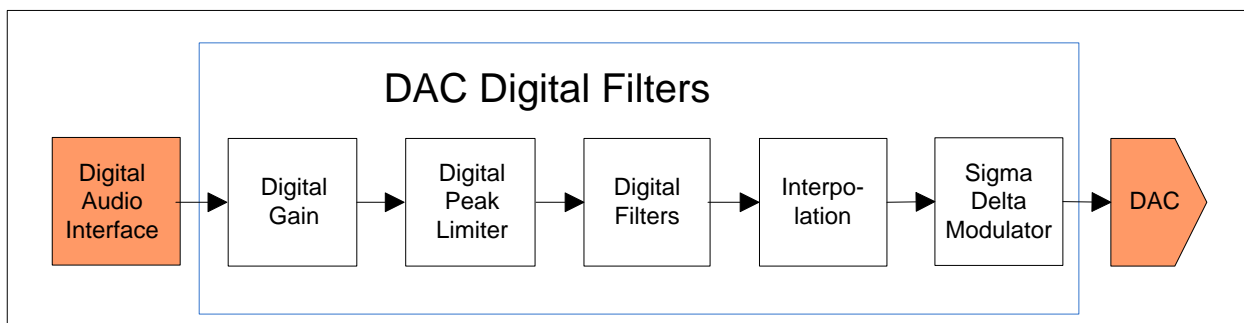 DAC Digital Filters
Digital
Audio
Interface
Digital
Gain
Digital
Peak
Limiter
Digital
Filters
Interpo-
lation
Sigma
Delta
Modulator
DAC